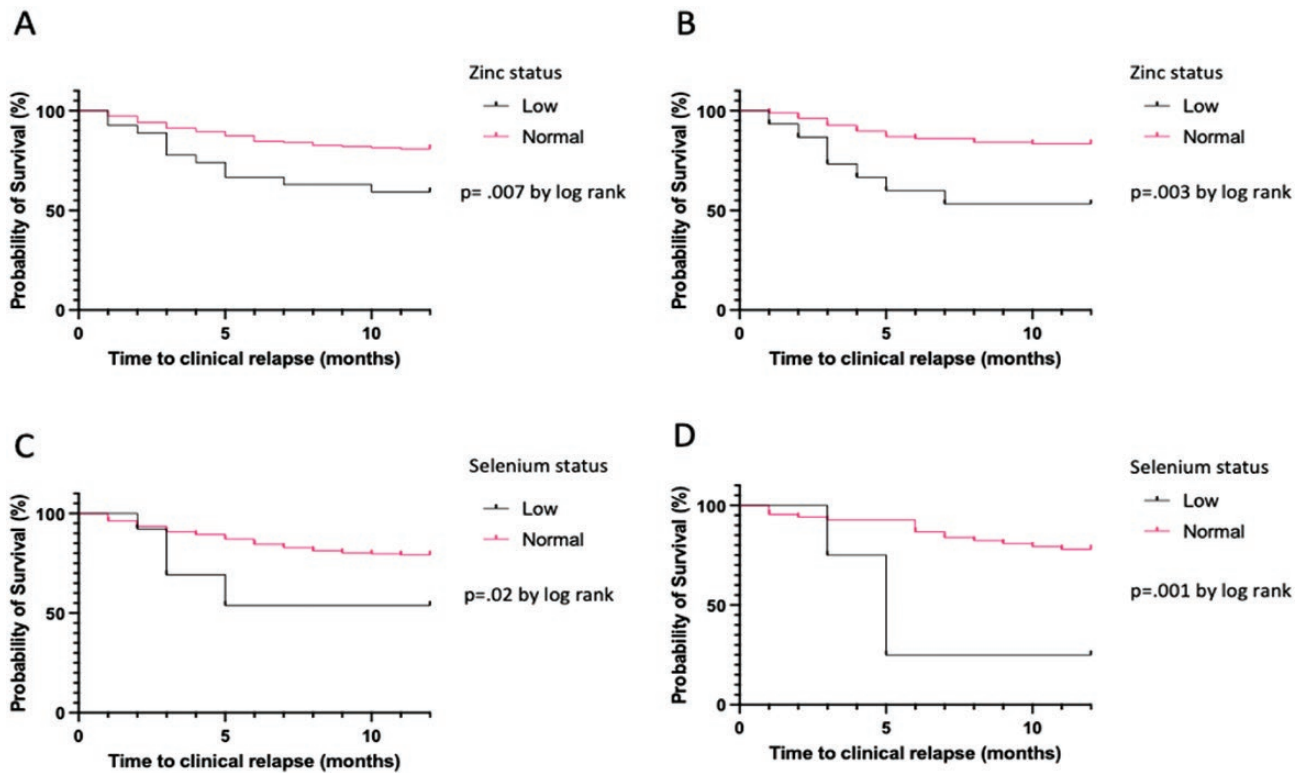 A
Probability of Survival (%)
100
50
0
0
5
10
Time to clinical relapse (months)
Zinc status
Low
Normal
p= .007 by log rank
B
Probability of Survival (%)
100
50
0
0
5
10
Time to clinical relapse (months)
Zinc status
Low
Normal
p=.003 by log rank
C
Probability of Survival (%)
100
50
0
0
5
10
Time to clinical relapse (months)
Selenium status
Low
Normal
p=.02 by log rank
D
Probability of Survival (%)
100
50
0
0
5
10
Time to clinical relapse (months)
Selenium status
Low
Normal
p=.001 by log rank